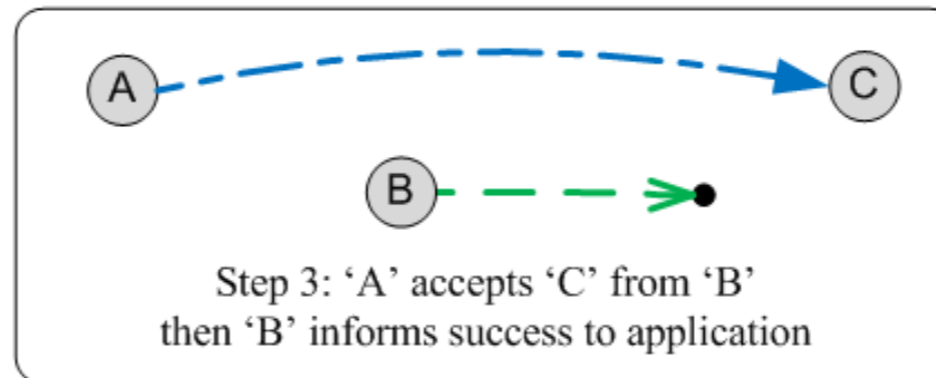 A
C
B
Step 3: ‘A’ accepts ‘C’ from ‘B’
then ‘B’ informs success to application